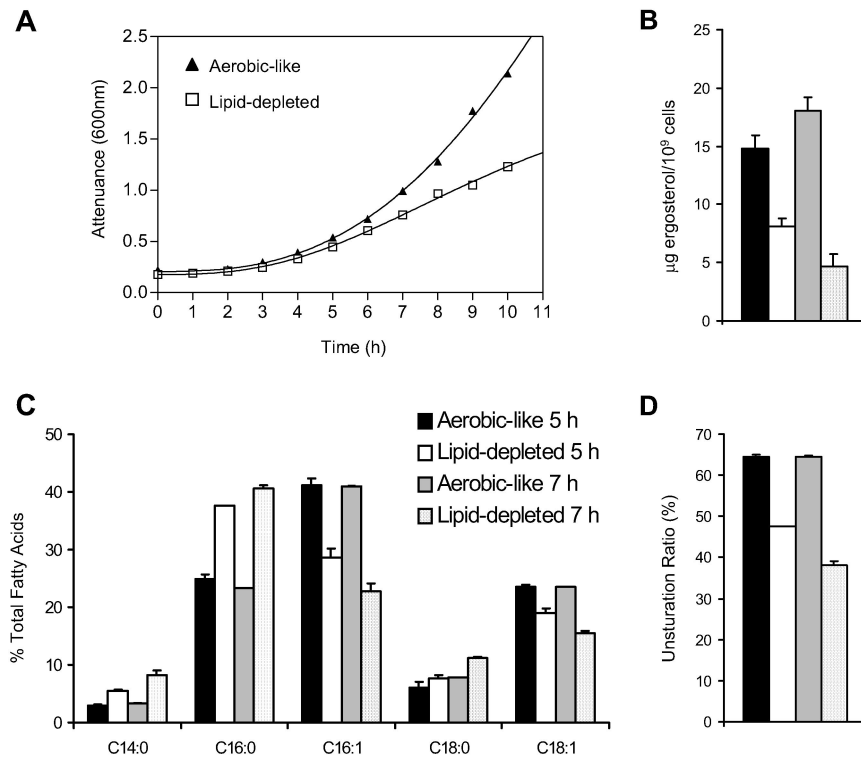 A
Attenuance (600nm)
2.5
2.0
1.5
1.0
0.5
0.0
Aerobic-like
Lipid-depleted
0 1 2 3 4 5 6 7 8 9 10 11
Time (h)
B
µg ergosterol/10⁹ cells
25
20
15
10
5
0
C
% Total Fatty Acids
50
40
30
20
10
0
Aerobic-like 5 h
Lipid-depleted 5 h
Aerobic-like 7 h
Lipid-depleted 7 h
C14:0 C16:0 C16:1 C18:0 C18:1
D
Unsturation Ratio (%)
70
60
50
40
30
20
10
0